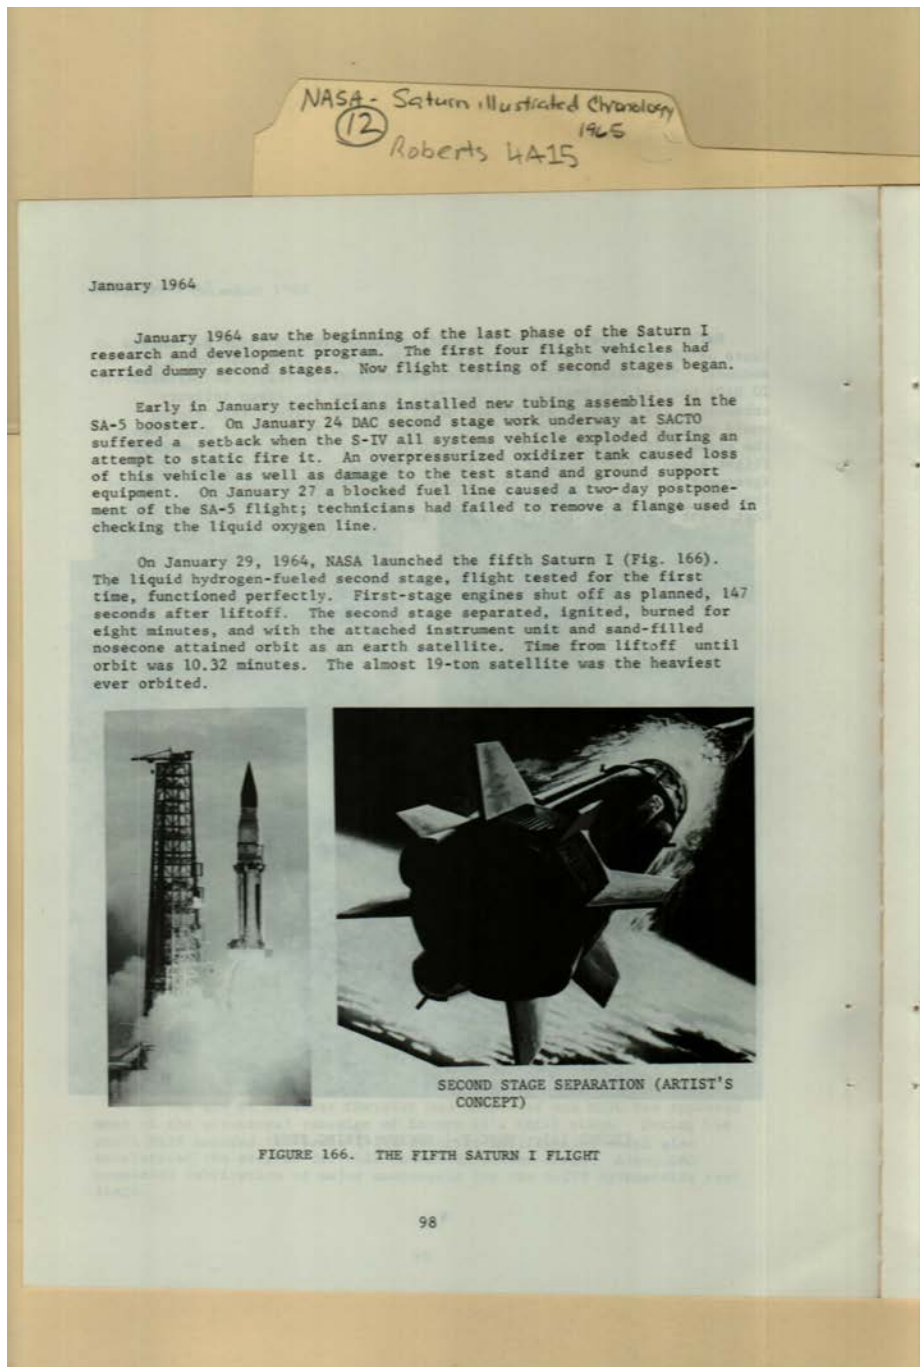 NASA - Saturn illustrated Chronology
12
1965
Roberts 4A15
January 1964
January 1964 saw the beginning of the last phase of the Saturn I
research and development program. The first four flight vehicles had
carried dummy second stages. Now flight testing of second stages began.
Early in January technicians installed new tubing assemblies in the
SA-5 booster. On January 24 DAC second stage work underway at SACTO
suffered a setback when the S-IV all systems vehicle exploded during an
attempt to static fire it. An overpressurized oxidizer tank caused loss
of this vehicle as well as damage to the test stand and ground support
equipment. On January 27 a blocked fuel line caused a two-day postpone-
ment of the SA-5 flight; technicians had failed to remove a flange used in
checking the liquid oxygen line.
On January 29, 1964, NASA launched the fifth Saturn I (Fig. 166).
The liquid hydrogen-fueled second stage, flight tested for the first
time, functioned perfectly. First-stage engines shut off as planned, 147
seconds after liftoff. The second stage separated, ignited, burned for
eight minutes, and with the attached instrument unit and sand-filled
nosecone attained orbit as an earth satellite. Time from liftoff until
orbit was 10.32 minutes. The almost 19-ton satellite was the heaviest
ever orbited.
SECOND STAGE SEPARATION (ARTIST'S
CONCEPT)
FIGURE 166. THE FIFTH SATURN I FLIGHT
98